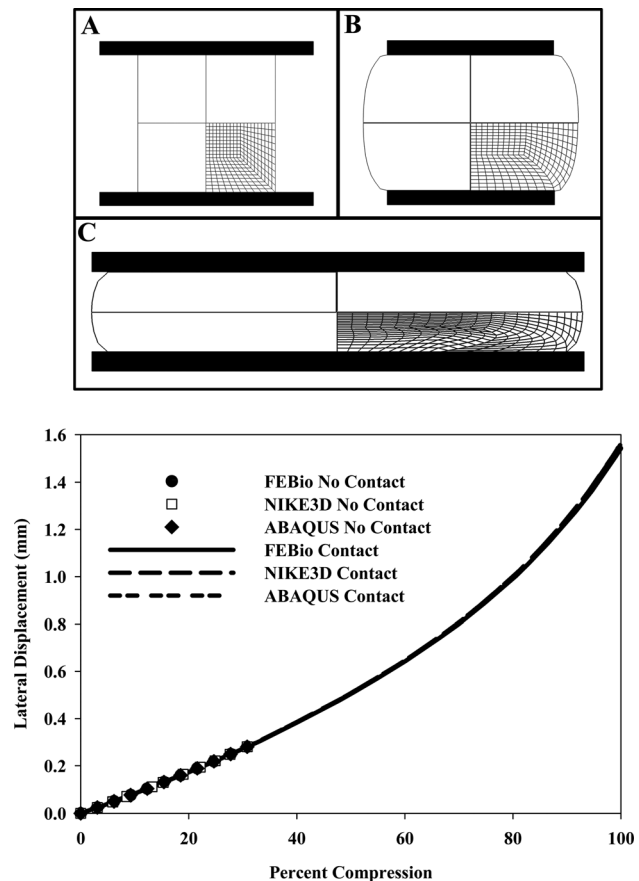 A
B
C
1.6
1.4
1.2
1.0
0.8
0.6
0.4
0.2
0.0
Lateral Displacement (mm)
FEBio No Contact
NIKE3D No Contact
ABAQUS No Contact
FEBio Contact
NIKE3D Contact
ABAQUS Contact
0
20
40
60
80
100
Percent Compression